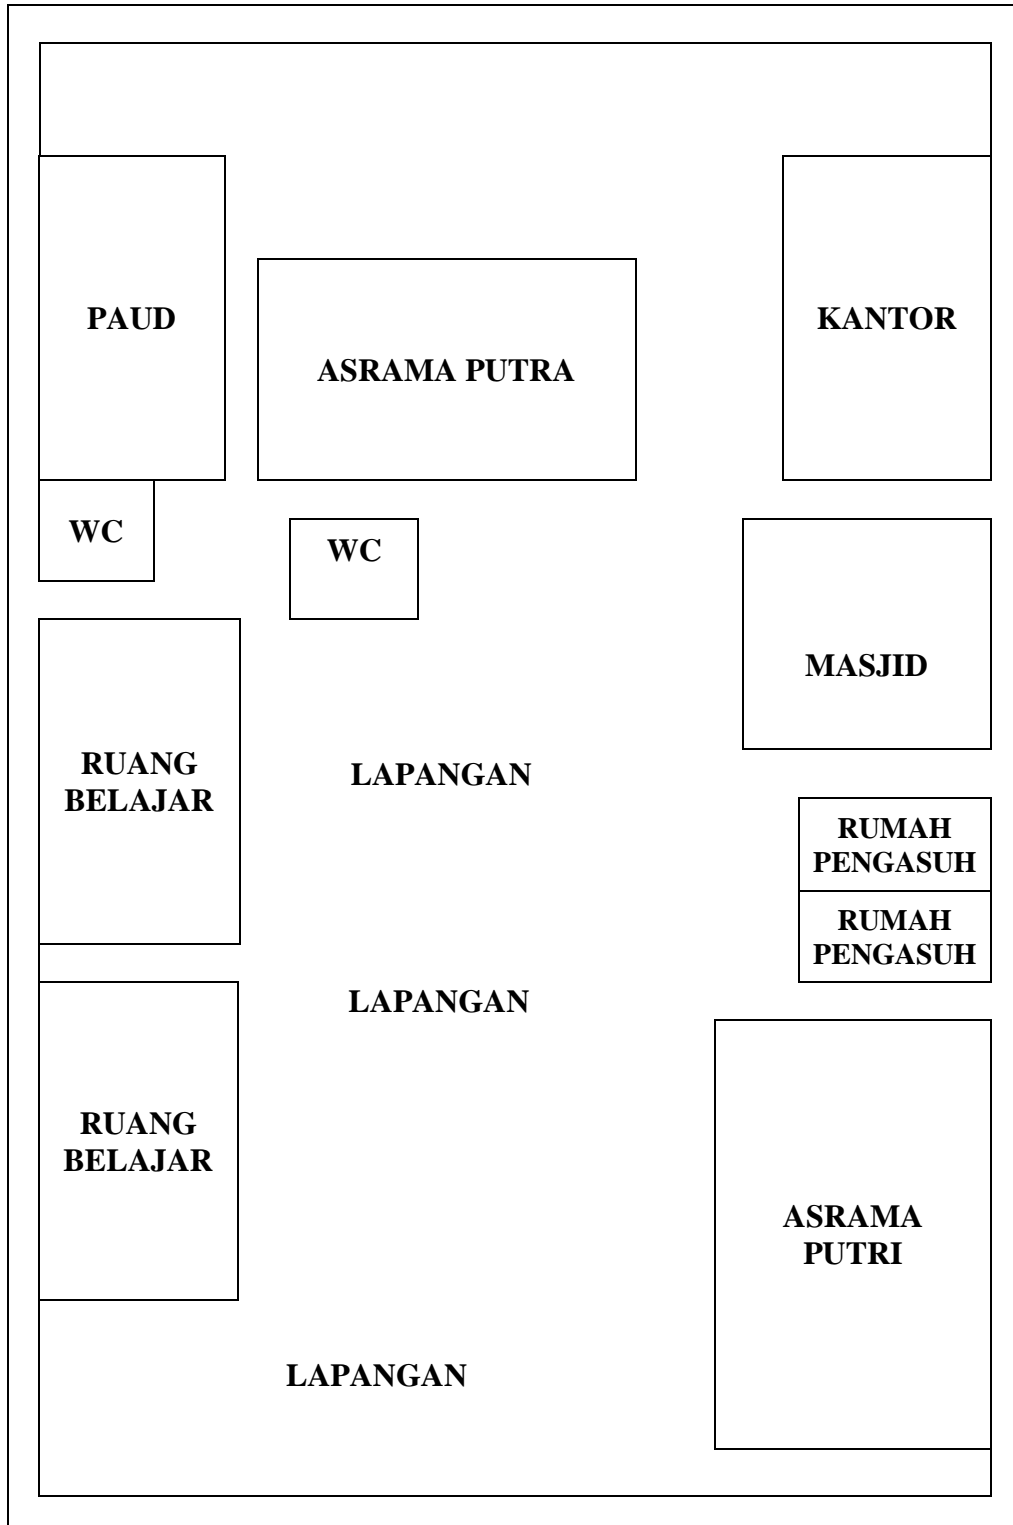 PAUD
KANTOR
ASRAMA PUTRA
WC
WC
MASJID
RUANG
BELAJAR
LAPANGAN
RUMAH
PENGASUH
RUMAH
PENGASUH
LAPANGAN
RUANG
BELAJAR
ASRAMA
PUTRI
LAPANGAN